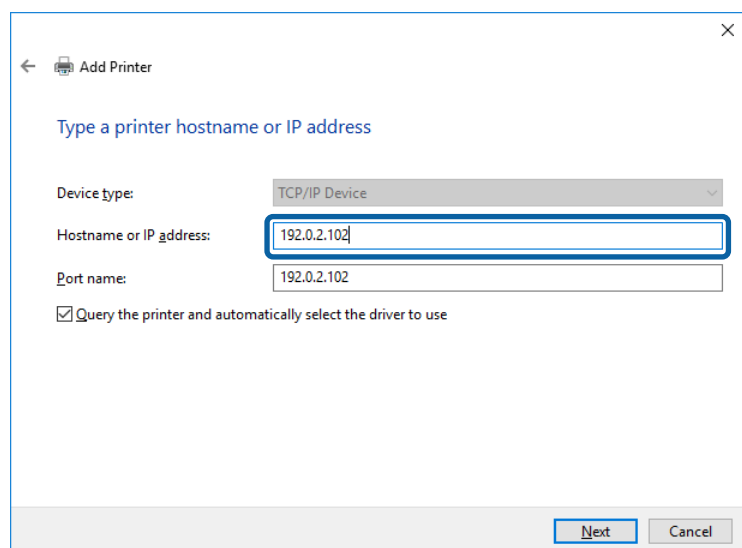 Add Printer
Type a printer hostname or IP address
Device type: TCP/IP Device
Hostname or IP address: 192.0.2.102
Port name: 192.0.2.102
Query the printer and automatically select the driver to use
Next Cancel